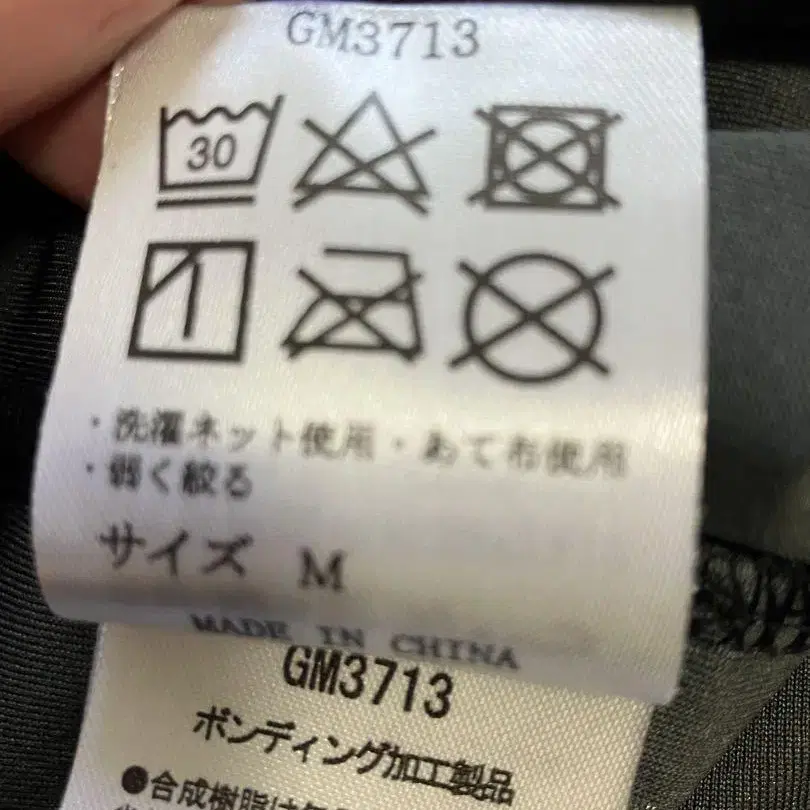 GM3713
30
・洗濯ネット使用・あて布使用
・弱く絞る
サイズ M
MADE IN CHINA
GM3713
ボンディング加工製品
●合成樹脂は